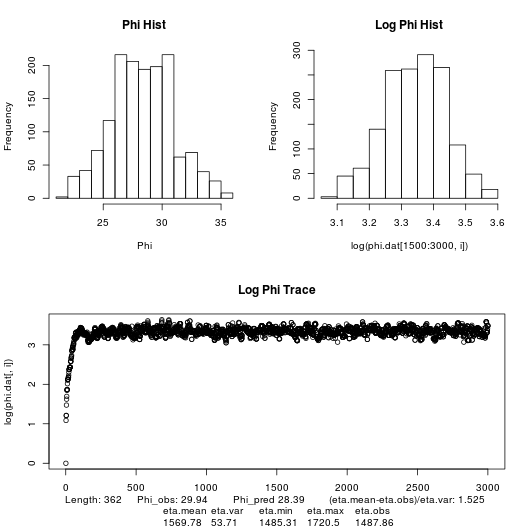 Phi Hist
Log Phi Hist
Frequency
0 50 100 150 200
25 30 35
Phi
Frequency
0 50 100 200 300
3.1 3.2 3.3 3.4 3.5 3.6
log(phi.dat[1500:3000, i])
Log Phi Trace
log(phi.dat[, i])
0 1 2 3
0 500 1000 1500 2000 2500 3000
Length: 362 Phi_obs: 29.94 Phi_pred 28.39 (eta.mean-eta.obs)/eta.var: 1.525
eta.mean eta.var eta.min eta.max eta.obs
1569.78 53.71 1485.31 1720.5 1487.86